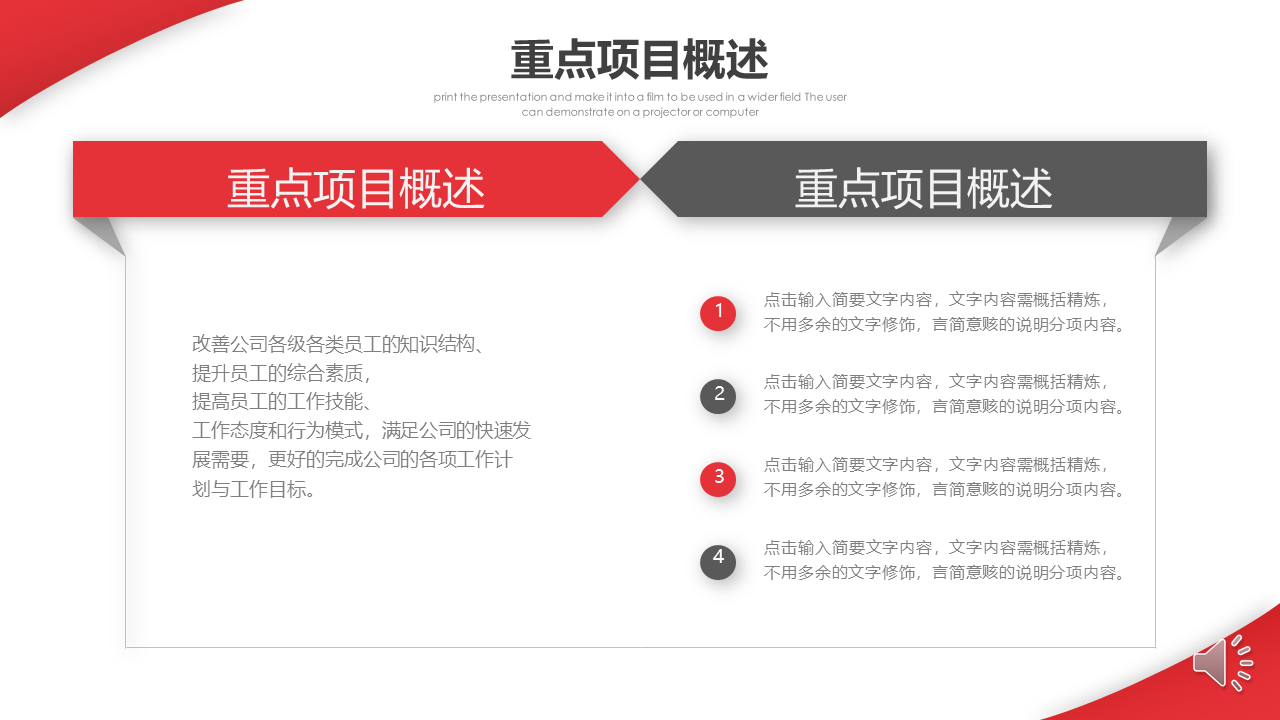 重点项目概述
print the presentation and make it into a film to be used in a wider field The user
can demonstrate on a projector or computer
重点项目概述
重点项目概述
改善公司各级各类员工的知识结构、
提升员工的综合素质，
提高员工的工作技能、
工作态度和行为模式，满足公司的快速发
展需要，更好的完成公司的各项工作计
划与工作目标。
1
点击输入简要文字内容，文字内容需概括精炼，
不用多余的文字修饰，言简意赅的说明分项内容。
2
点击输入简要文字内容，文字内容需概括精炼，
不用多余的文字修饰，言简意赅的说明分项内容。
3
点击输入简要文字内容，文字内容需概括精炼，
不用多余的文字修饰，言简意赅的说明分项内容。
4
点击输入简要文字内容，文字内容需概括精炼，
不用多余的文字修饰，言简意赅的说明分项内容。